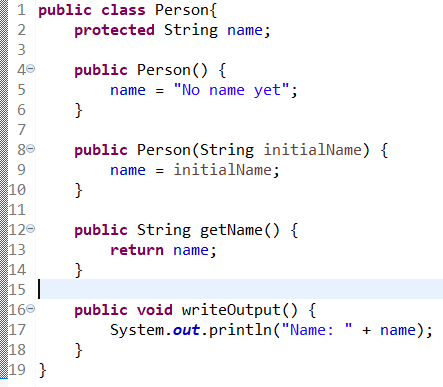 1 public class Person{
2     protected String name;
3
4     public Person() {
5         name = "No name yet";
6     }
7
8     public Person(String initialName) {
9         name = initialName;
10     }
11
12     public String getName() {
13         return name;
14     }
15
16     public void writeOutput() {
17         System.out.println("Name: " + name);
18     }
19 }